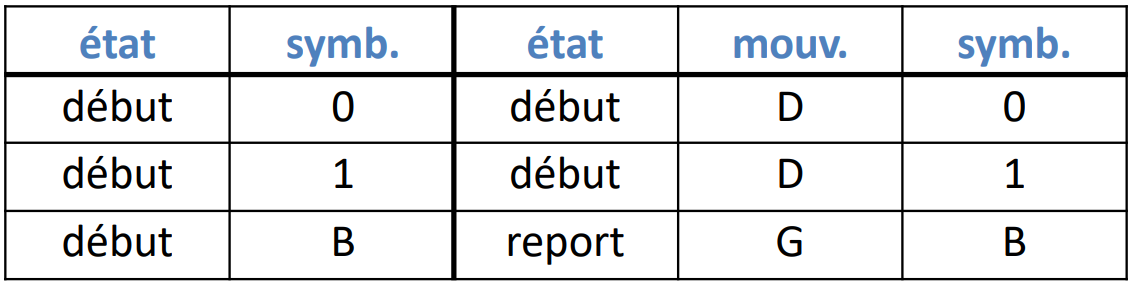 état symb. état mouv. symb.
début 0 début D 0
début 1 début D 1
début B report G B